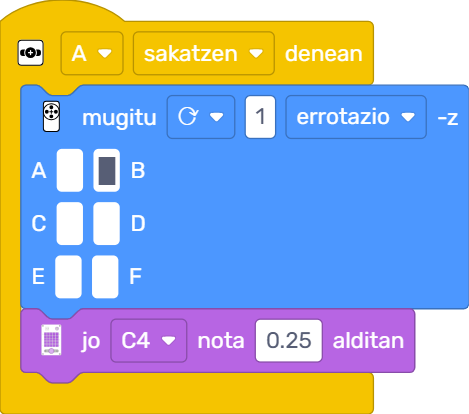 A sakatzen denean
mugitu 1 errotazio -z
A B
C D
E F
jo C4 nota 0.25 alditan